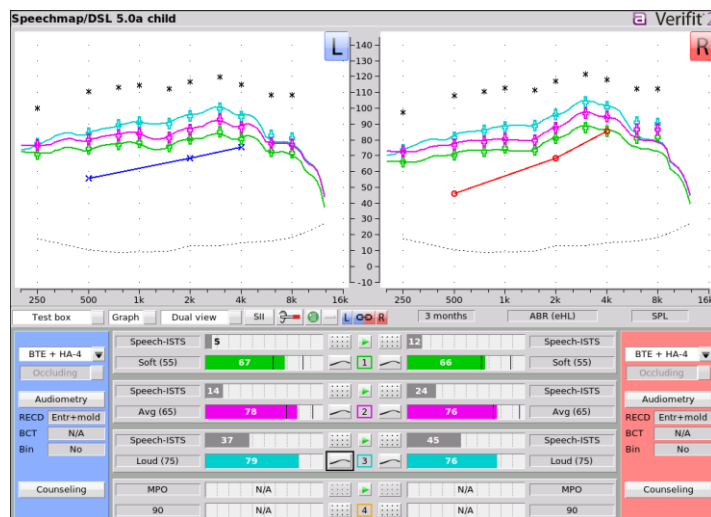 Speechmap/DSL 5.0a child
a Verifit 2
L
R
140
130
120
110
100
90
80
70
60
50
40
30
20
10
0
-10
250 500 1k 2k 4k 8k 16k
250 500 1k 2k 4k 8k 16k
Test box Graph Dual view SII L R 3 months ABR (eHL) SPL
Speech-ISTS 5 12 Speech-ISTS
Soft (55) 67 1 66 Soft (55)
BTE + HA-4 BTE + HA-4
Occluding Occluding
Speech-ISTS 14 24 Speech-ISTS
Avg (65) 78 2 76 Avg (65)
Audiometry Audiometry
RECD Entr+mold RECD Entr+mold
BCT N/A BCT N/A
Bin No Bin No
Speech-ISTS 37 45 Speech-ISTS
Loud (75) 79 3 76 Loud (75)
Counseling Counseling
MPO N/A N/A MPO
90 N/A 4 N/A 90